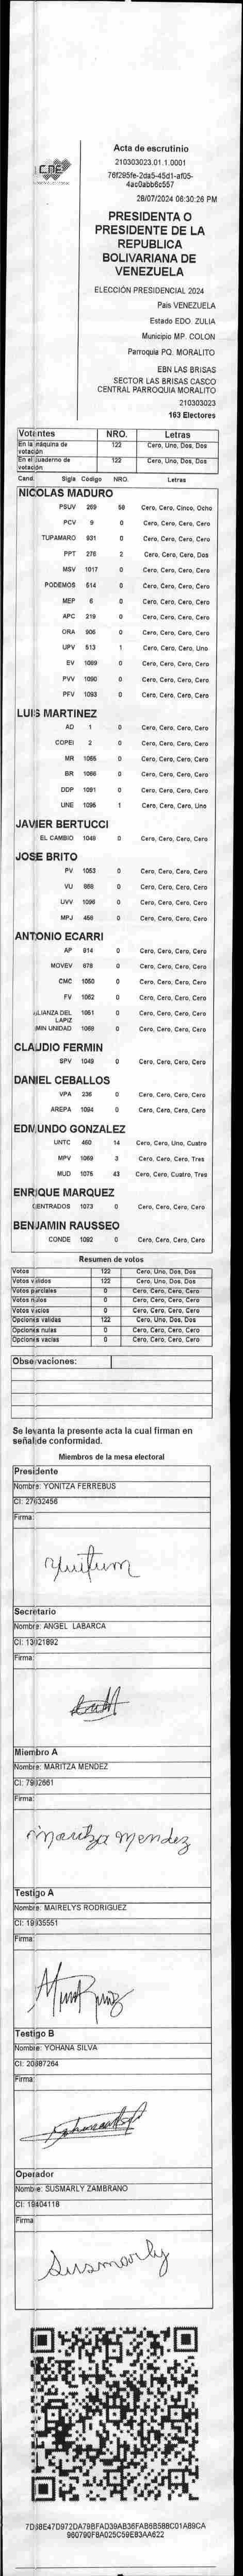 Acta de escrutinio
210303023.01.1.0001
76f295fe-2da5-45d1-af05-
4ac0abb6c557
28/07/2024 06:30:26 PM
CNE
PRESIDENTA O
PRESIDENTE DE LA
REPUBLICA
BOLIVARIANA DE
VENEZUELA
ELECCIÓN PRESIDENCIAL 2024
País VENEZUELA
Estado EDO. ZULIA
Municipio MP. COLON
Parroquia PQ. MORALITO
EBN LAS BRISAS
SECTOR LAS BRISAS CASCO
CENTRAL PARROQUIA MORALITO
210303023
163 Electores
Votantes NRO. Letras
En la máquina de votación 122 Cero, Uno, Dos, Dos
En el cuaderno de votación 122 Cero, Uno, Dos, Dos
Cand Sigla Código NRO. Letras
NICOLAS MADURO
PSUV 269 58 Cero, Cero, Cinco, Ocho
PCV 9 0 Cero, Cero, Cero, Cero
TUPAMARO 931 0 Cero, Cero, Cero, Cero
PPT 276 2 Cero, Cero, Cero, Dos
MSV 1017 0 Cero, Cero, Cero, Cero
PODEMOS 514 0 Cero, Cero, Cero, Cero
MEP 6 0 Cero, Cero, Cero, Cero
APC 219 0 Cero, Cero, Cero, Cero
ORA 906 0 Cero, Cero, Cero, Cero
UPV 513 1 Cero, Cero, Cero, Uno
EV 1089 0 Cero, Cero, Cero, Cero
PVV 1090 0 Cero, Cero, Cero, Cero
PFV 1093 0 Cero, Cero, Cero, Cero
LUIS MARTINEZ
AD 1 0 Cero, Cero, Cero, Cero
COPEI 2 0 Cero, Cero, Cero, Cero
MR 1065 0 Cero, Cero, Cero, Cero
BR 1066 0 Cero, Cero, Cero, Cero
DDP 1091 0 Cero, Cero, Cero, Cero
UNE 1095 1 Cero, Cero, Cero, Uno
JAVIER BERTUCCI
EL CAMBIO 1048 0 Cero, Cero, Cero, Cero
JOSE BRITO
PV 1053 0 Cero, Cero, Cero, Cero
VU 868 0 Cero, Cero, Cero, Cero
UVV 1096 0 Cero, Cero, Cero, Cero
MPJ 458 0 Cero, Cero, Cero, Cero
ANTONIO ECARRI
AP 814 0 Cero, Cero, Cero, Cero
MOVEV 878 0 Cero, Cero, Cero, Cero
CMC 1050 0 Cero, Cero, Cero, Cero
FV 1062 0 Cero, Cero, Cero, Cero
ALIANZA DEL LAPIZ 1061 0 Cero, Cero, Cero, Cero
MIN UNIDAD 1069 0 Cero, Cero, Cero, Cero
CLAUDIO FERMIN
SPV 1049 0 Cero, Cero, Cero, Cero
DANIEL CEBALLOS
VPA 236 0 Cero, Cero, Cero, Cero
AREPA 1094 0 Cero, Cero, Cero, Cero
EDMUNDO GONZALEZ
UNTC 460 14 Cero, Cero, Uno, Cuatro
MPV 1069 3 Cero, Cero, Cero, Tres
MUD 1075 43 Cero, Cero, Cuatro, Tres
ENRIQUE MARQUEZ
CENTRADOS 1073 0 Cero, Cero, Cero, Cero
BENJAMIN RAUSSEO
CONDE 1092 0 Cero, Cero, Cero, Cero
Resumen de votos
Votos 122 Cero, Uno, Dos, Dos
Votos válidos 122 Cero, Uno, Dos, Dos
Votos parciales 0 Cero, Cero, Cero, Cero
Votos nulos 0 Cero, Cero, Cero, Cero
Votos vacíos 0 Cero, Cero, Cero, Cero
Opciones validas 122 Cero, Uno, Dos, Dos
Opciones nulas 0 Cero, Cero, Cero, Cero
Opciones vacias 0 Cero, Cero, Cero, Cero
Observaciones:
Se levanta la presente acta la cual firman en
señal de conformidad.
Miembros de la mesa electoral
Presidente
Nombre: YONITZA FERREBUS
CI: 27632456
Firma:
Secretario
Nombre: ANGEL LABARCA
CI: 13921892
Firma:
Miembro A
Nombre: MARITZA MENDEZ
CI: 7992661
Firma:
Maritza Mendez
Testigo A
Nombre: MAIRELYS RODRIGUEZ
CI: 19935551
Firma:
Testigo B
Nombre: YOHANA SILVA
CI: 20887264
Firma:
Operador
Nombre: SUSMARLY ZAMBRANO
CI: 19404118
Firma
Susmarly
7D98E47D972DA79BFAD39AB36FAB6B588C01A89CA
960790F8A025C59E83AA622